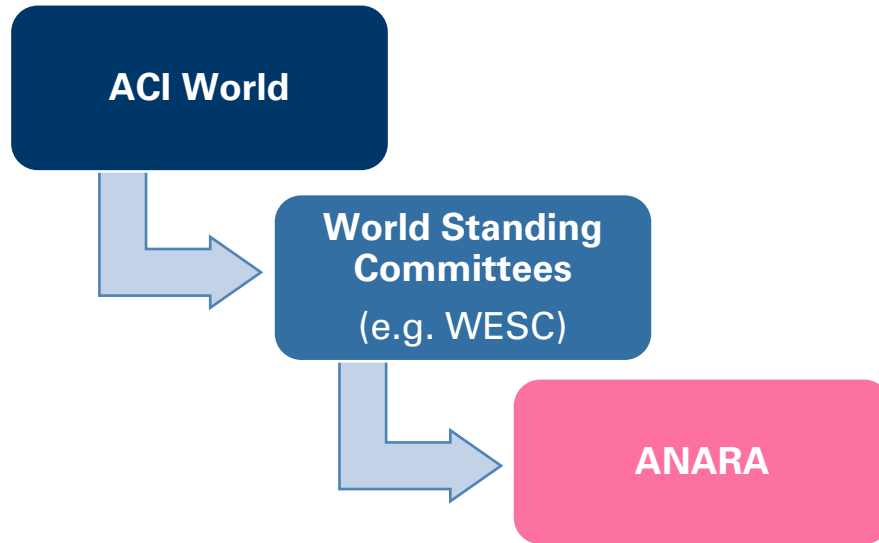 ACI World
World Standing
Committees
(e.g. WESC)
ANARA